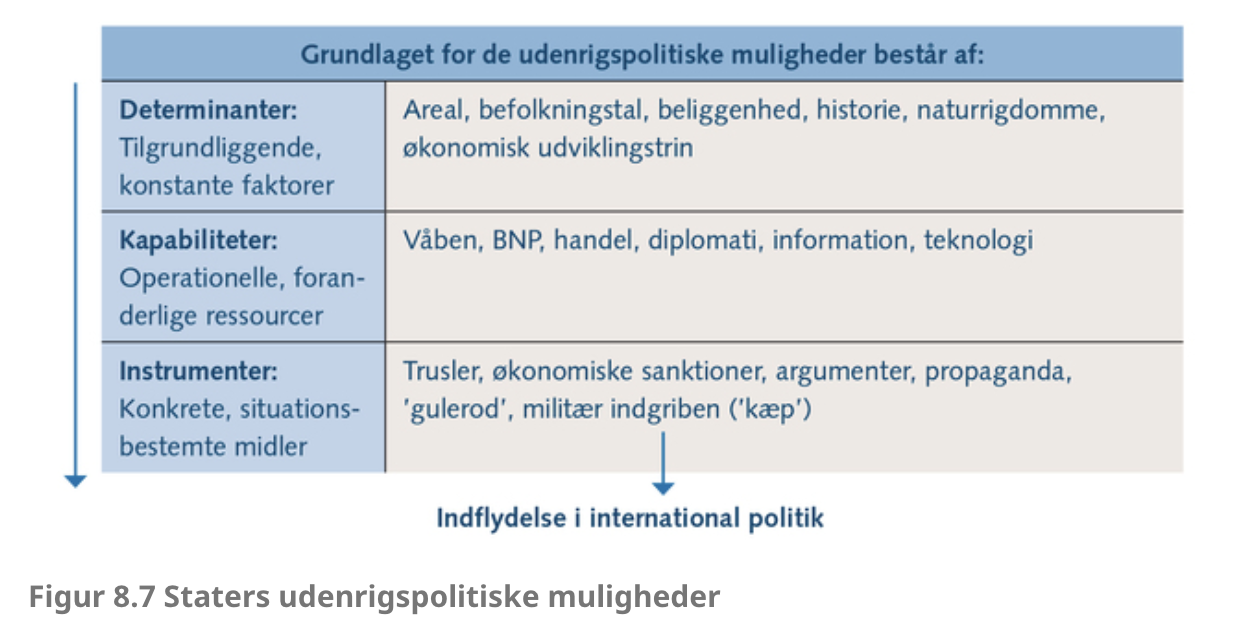 Grundlaget for de udenrigspolitiske muligheder består af:
Determinanter:
Tilgrundliggende,
konstante faktorer
Areal, befolkningstal, beliggenhed, historie, naturrigdomme,
økonomisk udviklingstrin
Kapabiliteter:
Operationelle, foran-
derlige ressourcer
Våben, BNP, handel, diplomati, information, teknologi
Instrumenter:
Konkrete, situations-
bestemte midler
Trusler, økonomiske sanktioner, argumenter, propaganda,
’gulerod’, militær indgriben (’kæp’)
Indflydelse i international politik
Figur 8.7 Staters udenrigspolitiske muligheder